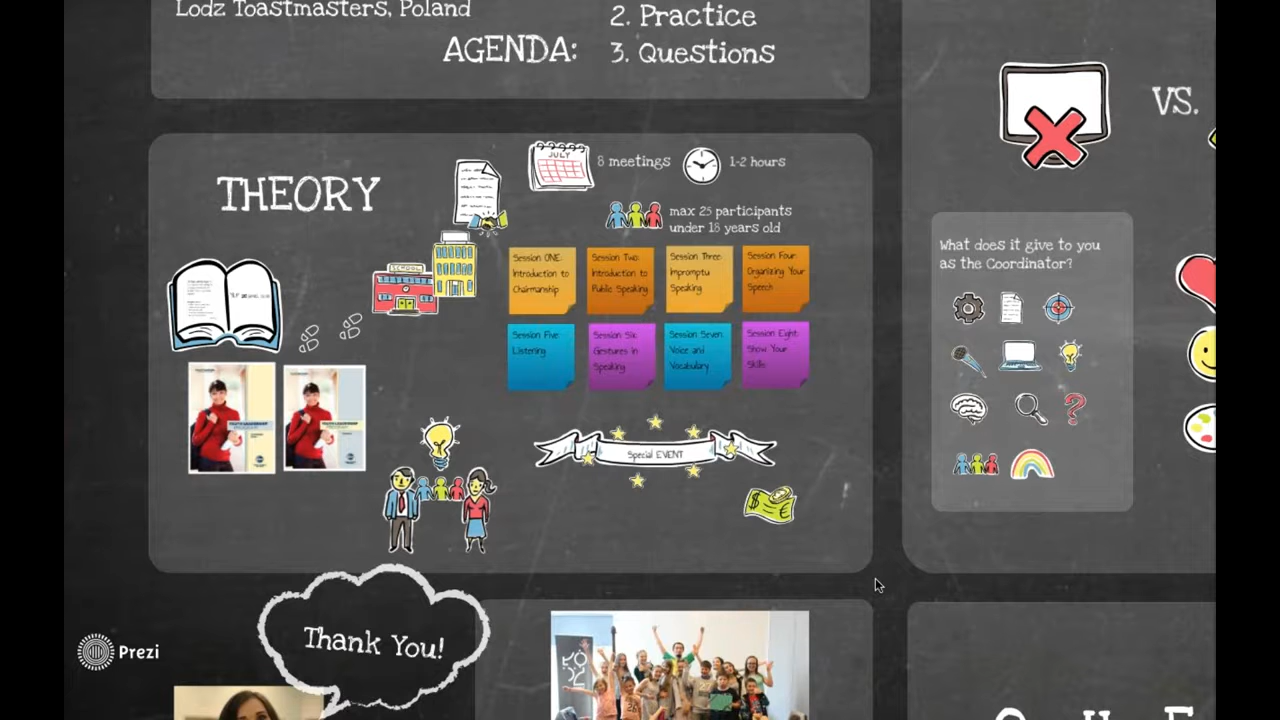 Lodz Toastmasters, Poland
AGENDA:
2. Practice
3. Questions
VS.
THEORY
JULY
8 meetings
1-2 hours
max 25 participants
under 18 years old
SCHOOL
Session ONE:
Introduction to
Chairmanship
Session Two:
Introduction to
Public Speaking
Session Three:
Impromptu
Speaking
Session Four:
Organizing Your
Speech
Session Five:
Listening
Session Six:
Gestures in
Speaking
Session Seven:
Voice and
Vocabulary
Session Eight:
Show Your
Skills
Special EVENT
What does it give to you
as the Coordinator?
Thank You!
Prezi